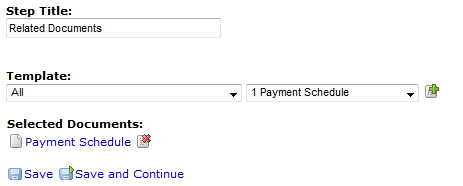 Step Title:
Related Documents
Template:
All 1 Payment Schedule
Selected Documents:
Payment Schedule
Save Save and Continue